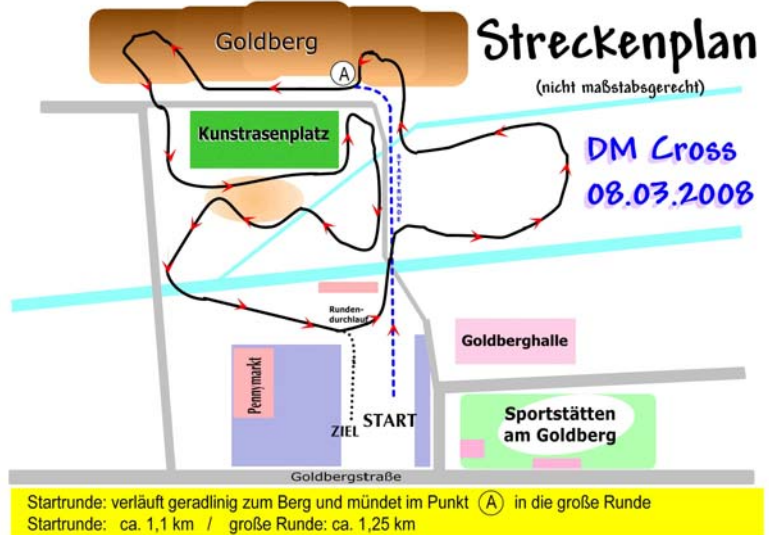 Streckenplan
(nicht maßstabsgerecht)
DM Cross
08.03.2008
Goldberg
A
Kunstrasenplatz
STARTRUNDE
Runden-
durchlauf
Goldberghalle
Pennymarkt
Sportstätten
am Goldberg
START
ZIEL
Goldbergstraße
Startrunde: verläuft geradlinig zum Berg und mündet im Punkt A in die große Runde
Startrunde: ca. 1,1 km / große Runde: ca. 1,25 km